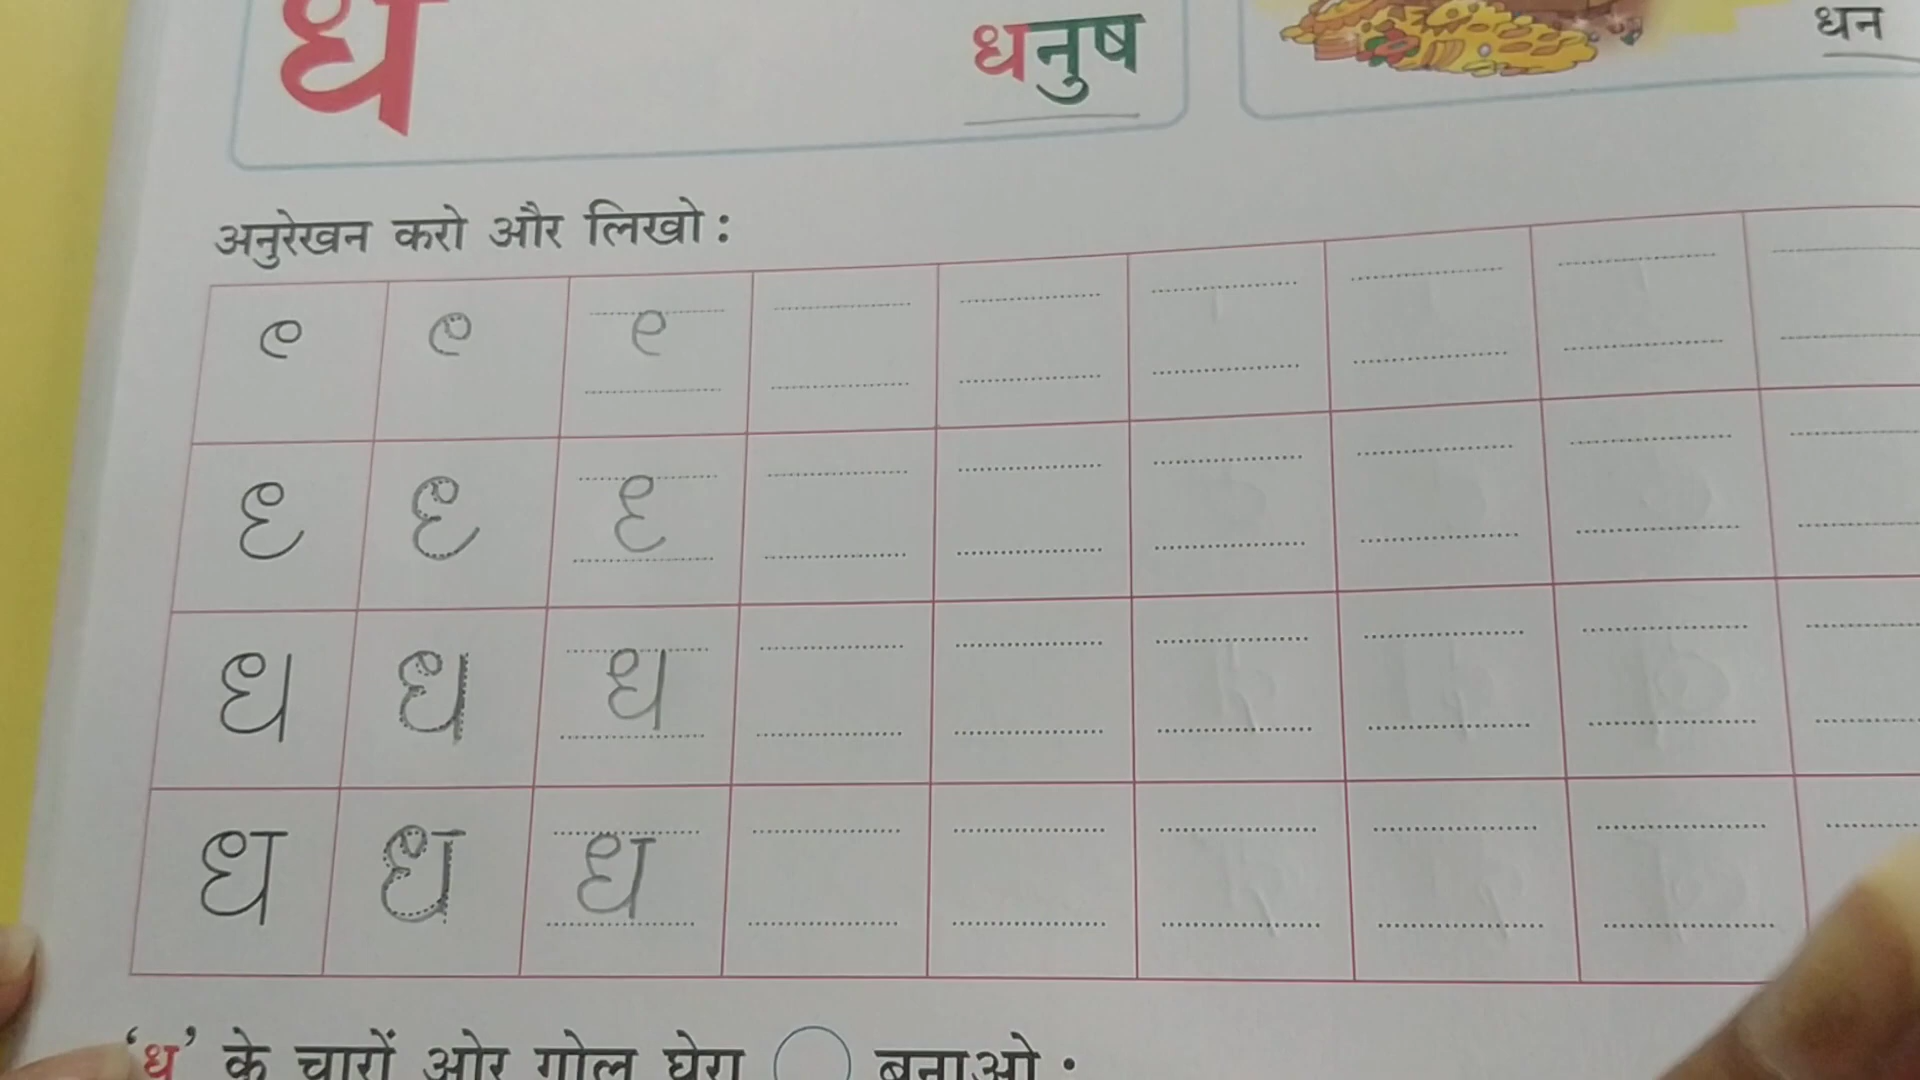 ध धनुष धन
अनुरेखन करो और लिखो :
ध ध ध
ध ध ध
'ध' के चारों ओर गोल घेरा बनाओ :